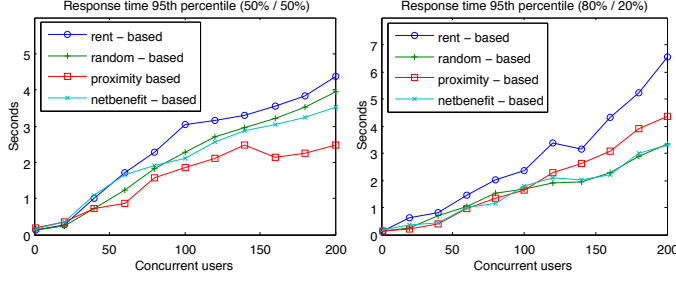 Response time 95th percentile (50% / 50%)
6
5
4
3
2
1
0
Seconds
rent − based
random − based
proximity based
netbenefit − based
0
50
100
150
200
Concurrent users
Response time 95th percentile (80% / 20%)
7
6
5
4
3
2
1
0
Seconds
rent − based
random − based
proximity − based
netbenefit − based
0
50
100
150
200
Concurrent users